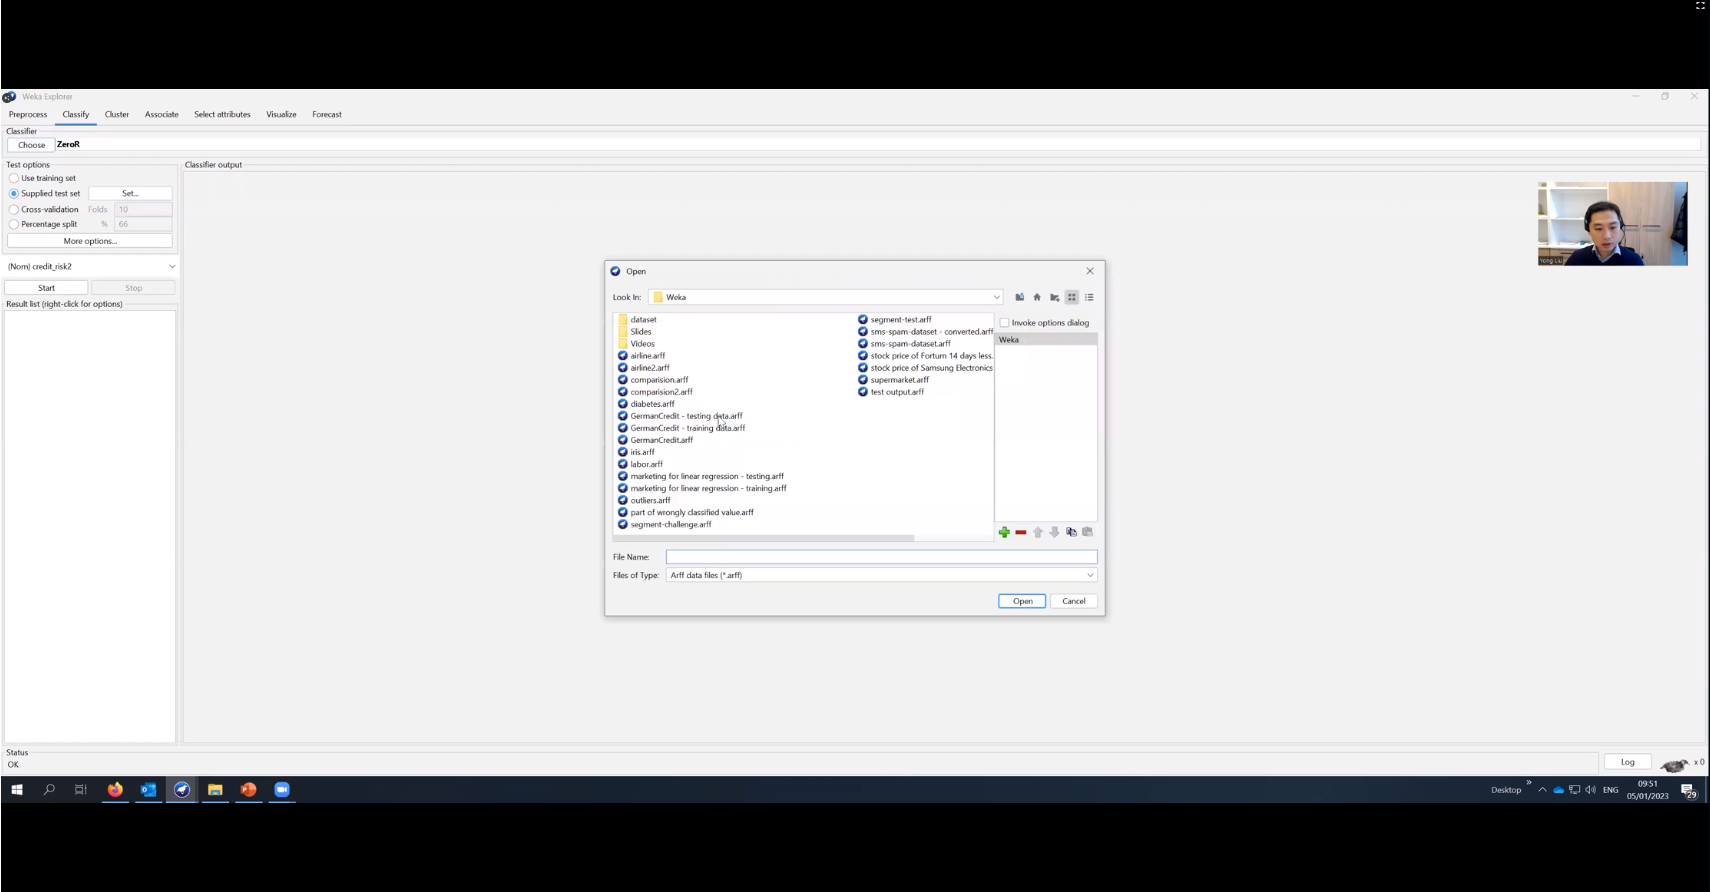 Weka Explorer
Preprocess Classify Cluster Associate Select attributes Visualize Forecast
Classifier
Choose ZeroR
Test options
Classifier output
Use training set
Supplied test set Set...
Cross-validation Folds 10
Percentage split % 66
More options...
(Nom) credit_risk2
Start Stop
Result list (right-click for options)
Open
Look In: Weka
dataset
Slides
Videos
airline.arff
airline2.arff
comparision.arff
comparision2.arff
diabetes.arff
GermanCredit - testing data.arff
GermanCredit - training data.arff
GermanCredit.arff
iris.arff
labor.arff
marketing for linear regression - testing.arff
marketing for linear regression - training.arff
outliers.arff
part of wrongly classified value.arff
segment-challenge.arff
segment-test.arff
sms-spam-dataset - converted.arff
sms-spam-dataset.arff
stock price of Fortum 14 days less.
stock price of Samsung Electronics
supermarket.arff
test output.arff
Invoke options dialog
Weka
File Name:
Files of Type: Arff data files (*.arff)
Open Cancel
Yong Liu
Status
OK
Log x 0
Desktop ENG 09:51
05/01/2023
29